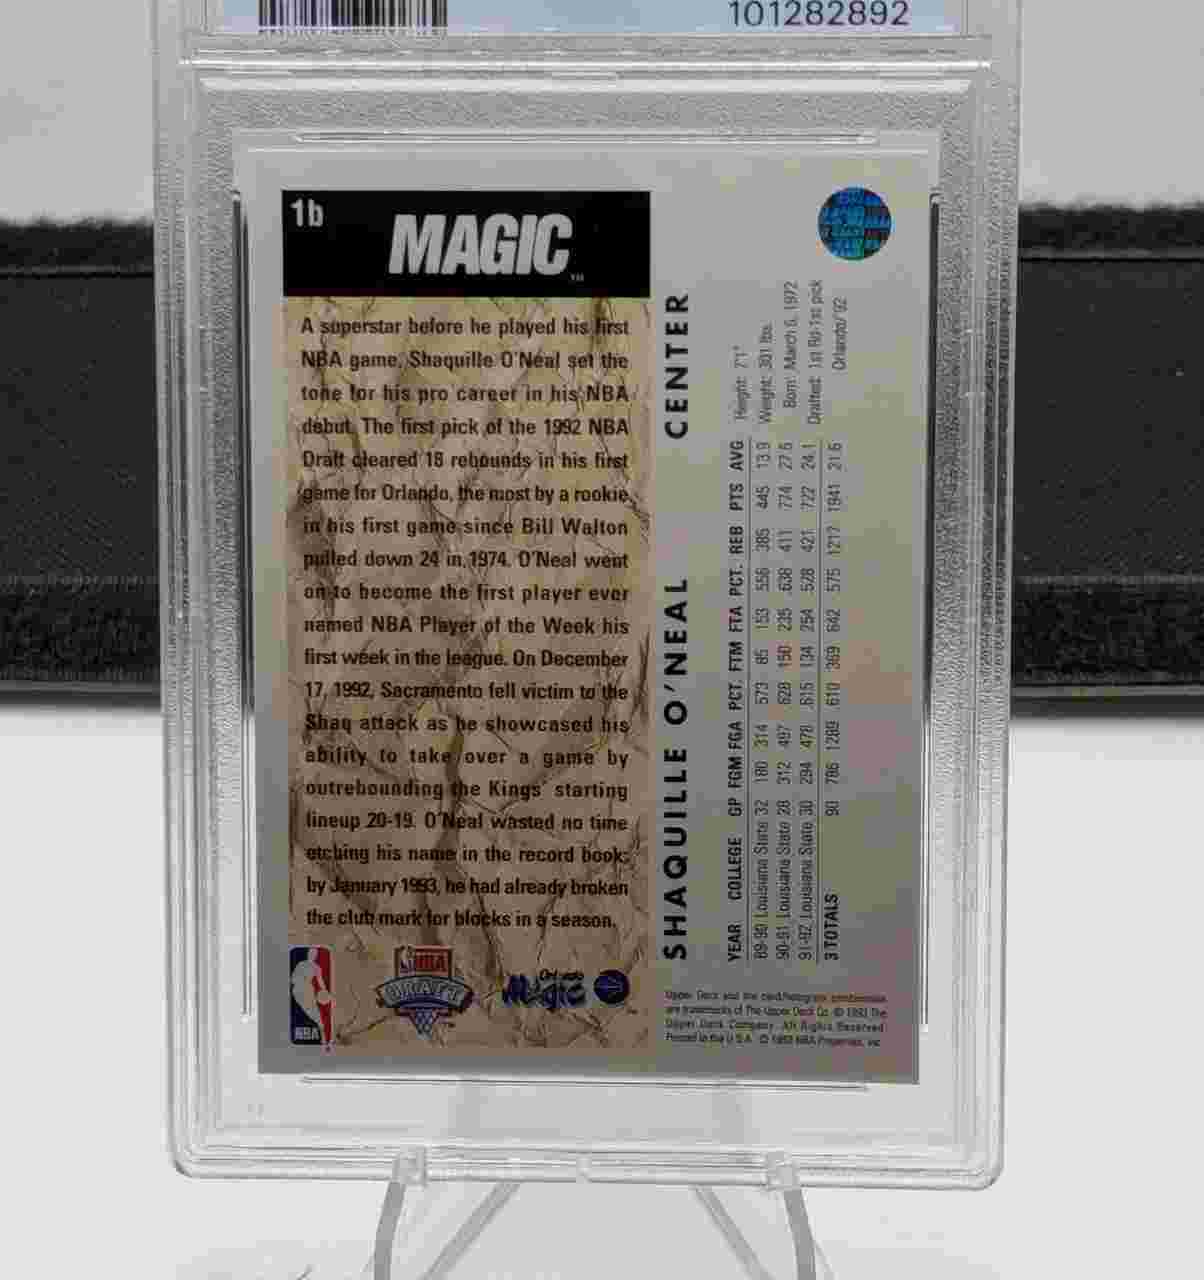 101282892
1b
MAGIC
TM
A superstar before he played his first
NBA game, Shaquille O'Neal set the
tone for his pro career in his NBA
debut. The first pick of the 1992 NBA
Draft cleared 18 rebounds in his first
game for Orlando, the most by a rookie
in his first game since Bill Walton
pulled down 24 in 1974. O'Neal went
on to become the first player ever
named NBA Player of the Week his
first week in the league. On December
17, 1992, Sacramento fell victim to the
Shaq attack as he showcased his
ability to take over a game by
outrebounding the Kings' starting
lineup 20-19. O'Neal wasted no time
etching his name in the record book;
by January 1993, he had already broken
the club mark for blocks in a season.
NBA
NBA
DRAFT
Orlando
Magic
SHAQUILLE O'NEAL CENTER
Height: 7'1"
Weight: 301 lbs.
Born: March 6, 1972
Drafted: 1st Rd-1st pick
Orlando/'92
YEAR COLLEGE GP FGM FGA PCT. FTM FTA PCT. REB PTS AVG
89-90 Louisiana State 32 180 314 .573 85 153 .556 385 445 13.9
90-91 Louisiana State 28 312 497 .628 150 235 .638 411 774 27.6
91-92 Louisiana State 30 294 478 .615 134 254 .528 421 722 24.1
3 TOTALS 90 786 1289 .610 369 642 .575 1217 1941 21.6
Upper Deck and the card/hologram combination
are trademarks of The Upper Deck Co. © 1993 The
Upper Deck Company. All Rights Reserved.
Printed in the U.S.A. © 1993 NBA Properties, Inc.